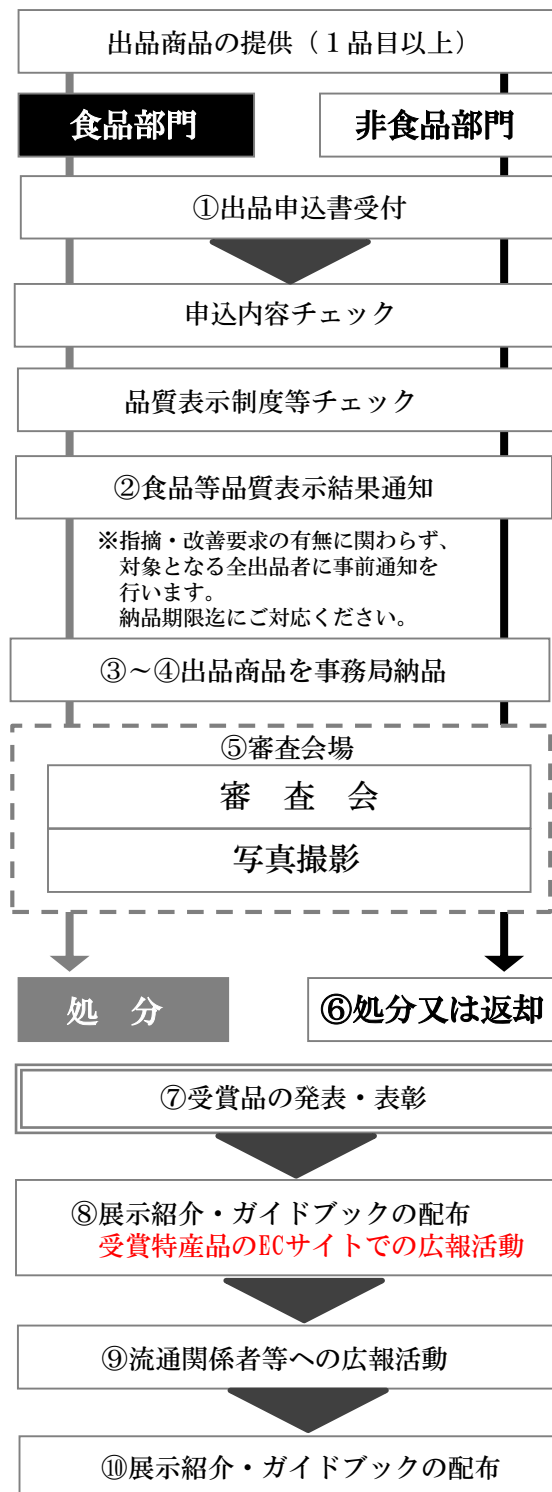 出品商品の提供（１品目以上）
食品部門
非食品部門
①出品申込書受付
申込内容チェック
品質表示制度等チェック
②食品等品質表示結果通知
※指摘・改善要求の有無に関わらず、
対象となる全出品者に事前通知を
行います。
納品期限迄にご対応ください。
③～④出品商品を事務局納品
⑤審査会場
審　査　会
写真撮影
処　分
⑥処分又は返却
⑦受賞品の発表・表彰
⑧展示紹介・ガイドブックの配布
受賞特産品のECサイトでの広報活動
⑨流通関係者等への広報活動
⑩展示紹介・ガイドブックの配布